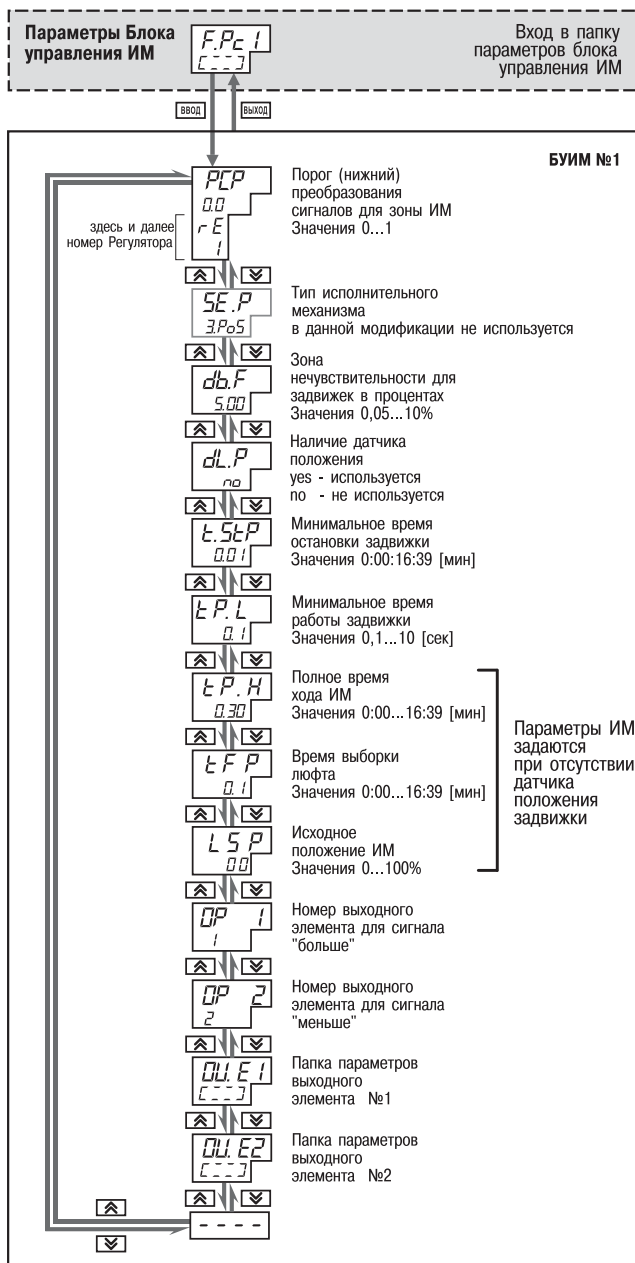 Параметры Блока
управления ИМ
F.Pc 1
[---]
Вход в папку
параметров блока
управления ИМ
ВВОД
ВЫХОД
БУИМ №1
PCP
0.0
rE
1
здесь и далее
номер Регулятора
Порог (нижний)
преобразования
сигналов для зоны ИМ
Значения 0...1
SE.P
3.PoS
Тип исполнительного
механизма
в данной модификации не используется
db.F
5.00
Зона
нечувствительности для
задвижек в процентах
Значения 0,05...10%
dL.P
no
Наличие датчика
положения
yes - используется
no - не используется
t.StP
0.01
Минимальное время
остановки задвижки
Значения 0:00:16:39 [мин]
tP.L
0.1
Минимальное время
работы задвижки
Значения 0,1...10 [сек]
tP.H
0.30
Полное время
хода ИМ
Значения 0:00...16:39 [мин]
tFP
0.1
Время выборки
люфта
Значения 0:00...16:39 [мин]
LSP
00
Исходное
положение ИМ
Значения 0...100%
Параметры ИМ
задаются
при отсутствии
датчика
положения
задвижки
OP 1
1
Номер выходного
элемента для сигнала
"больше"
OP 2
2
Номер выходного
элемента для сигнала
"меньше"
OU.E1
[---]
Папка параметров
выходного
элемента №1
OU.E2
[---]
Папка параметров
выходного
элемента №2
----